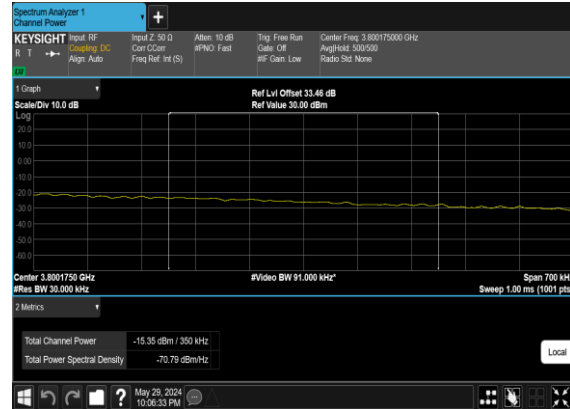 Spectrum Analyzer 1
Channel Power
+
KEYSIGHT
R T
LXI
Input: RF
Coupling: DC
Align: Auto
Input Z: 50 Ω
Corr CCorr
Freq Ref: Int (S)
Atten: 10 dB
#PNO: Fast
Trig: Free Run
Gate: Off
#IF Gain: Low
Center Freq: 3.800175000 GHz
Avg|Hold: 500/500
Radio Std: None
1 Graph
Scale/Div 10.0 dB
Ref Lvl Offset 33.46 dB
Ref Value 30.00 dBm
Log
20.0
10.0
0.00
-10.0
-20.0
-30.0
-40.0
-50.0
-60.0
Center 3.8001750 GHz
#Res BW 30.000 kHz
#Video BW 91.000 kHz*
Span 700 kH
Sweep 1.00 ms (1001 pts
2 Metrics
Total Channel Power -15.35 dBm / 350 kHz
Total Power Spectral Density -70.79 dBm/Hz
Local
?
May 29, 2024
10:06:33 PM